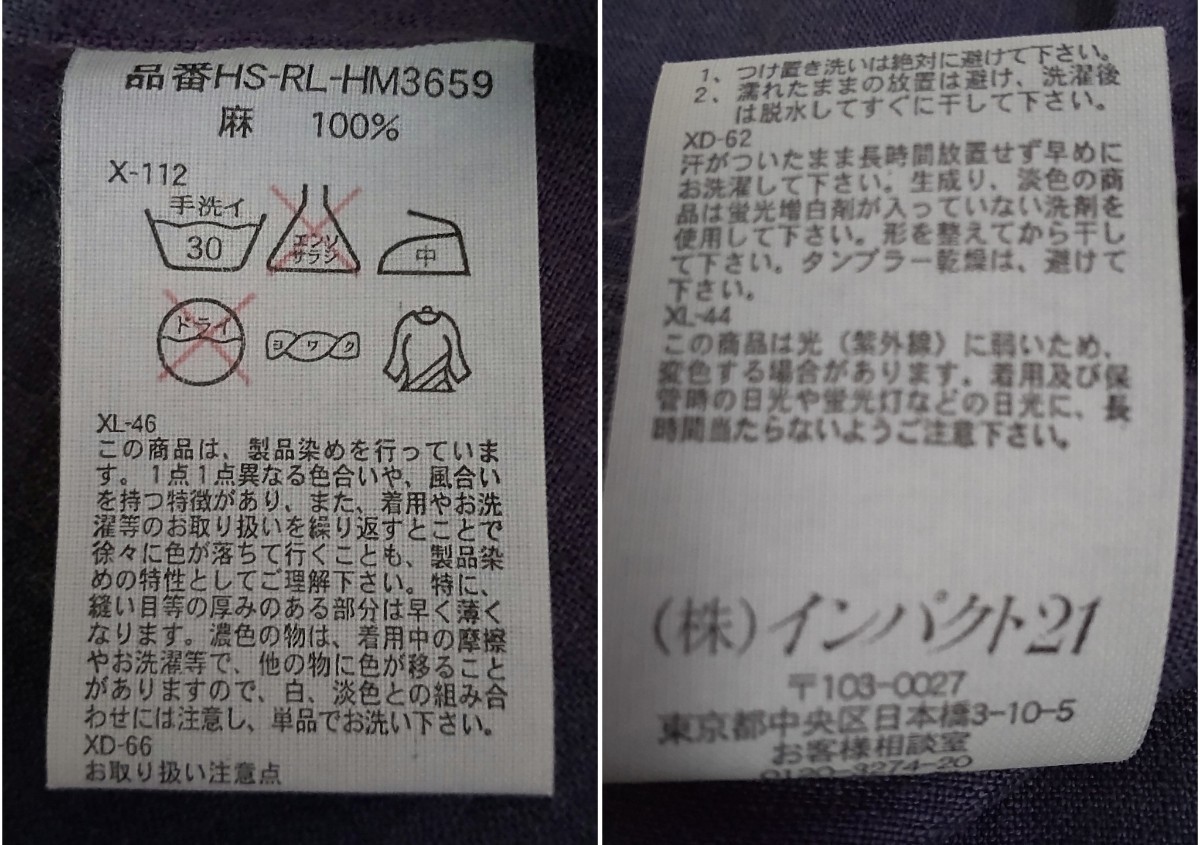 品番HS-RL-HM3659
麻 100%
X-112
手洗イ
30
エンソ
サラシ
中
ドライ
ヨワク
XL-46
この商品は、製品染めを行っていま
す。1点1点異なる色合いや、風合い
を持つ特徴があり、また、着用やお洗
濯等のお取り扱いを繰り返すとことで
徐々に色が落ちて行くことも、製品染
めの特性としてご理解下さい。特に、
縫い目等の厚みのある部分は早く薄く
なります。濃色の物は、着用中の摩擦
やお洗濯等で、他の物に色が移ること
がありますので、白、淡色との組み合
わせには注意し、単品でお洗い下さい。
XD-66
お取り扱い注意点
1、つけ置き洗いは絶対に避けて下さい。
2、濡れたままの放置は避け、洗濯後
は脱水してすぐに干して下さい。
XD-62
汗がついたまま長時間放置せず早めに
お洗濯して下さい。生成り、淡色の商
品は蛍光増白剤が入っていない洗剤を
使用して下さい。形を整えてから干し
て下さい。タンブラー乾燥は、避けて
下さい。
XL-44
この商品は光（紫外線）に弱いため、
変色する場合があります。着用及び保
管時の日光や蛍光灯などの日光に、長
時間当たらないようご注意下さい。
（株）インパクト21
〒103-0027
東京都中央区日本橋3-10-5
お客様相談室
0120-3274-20